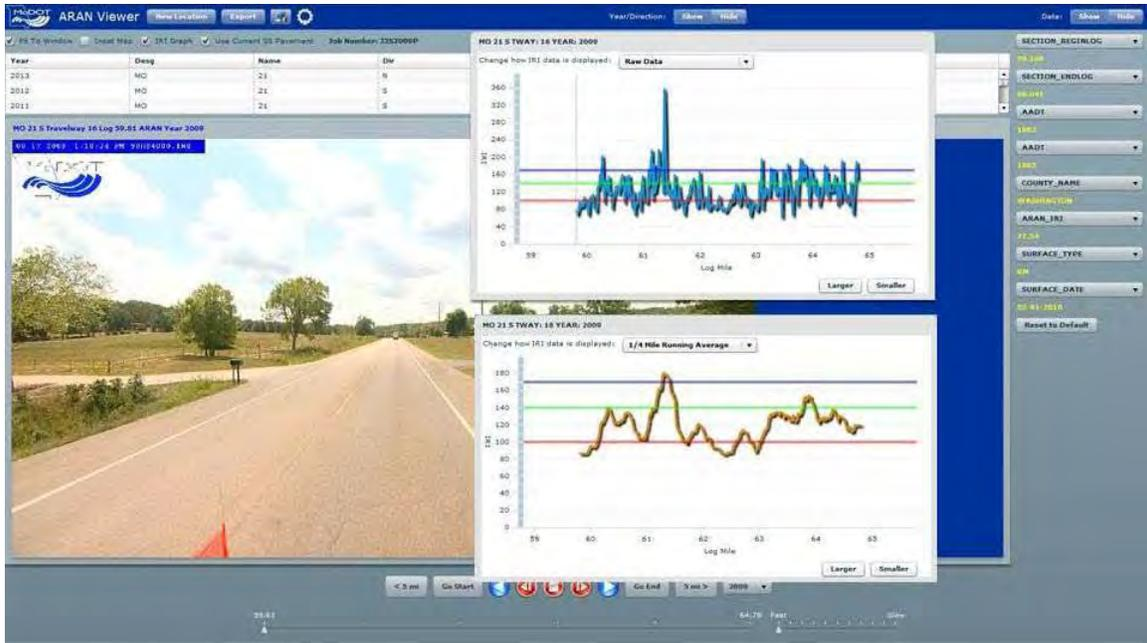 MoDOT ARAN Viewer New Location Export Year/Direction: Show Hide Data: Show Hide
Fit To Window Inset Map IRI Graph Use Current SS Pavement Job Number:
Year Desg Name Dir
2013 MO 21 N
2012 MO 21 S
2011 MO 21 S
MO 21 S Travelway 16 Log 59.81 ARAN Year 2009
MO 21 S TWAY: 16 YEAR: 2009
Change how IRI data is displayed: Raw Data
360
320
280
240
200
160
120
80
40
0
IRI
59 60 61 62 63 64 65
Log Mile
Larger Smaller
MO 21 S TWAY: 16 YEAR: 2009
Change how IRI data is displayed: 1/4 Mile Running Average
180
160
140
120
100
80
60
40
20
0
IRI
59 60 61 62 63 64 65
Log Mile
Larger Smaller
SECTION_BEGINLOG
SECTION_ENDLOG
AADT
AADT
COUNTY_NAME
WASHINGTON
ARAN_IRI
SURFACE_TYPE
SURFACE_DATE
Reset to Default
< 5 mi Go Start Go End 5 mi > 2009
59.81 64.79 Fast Slow